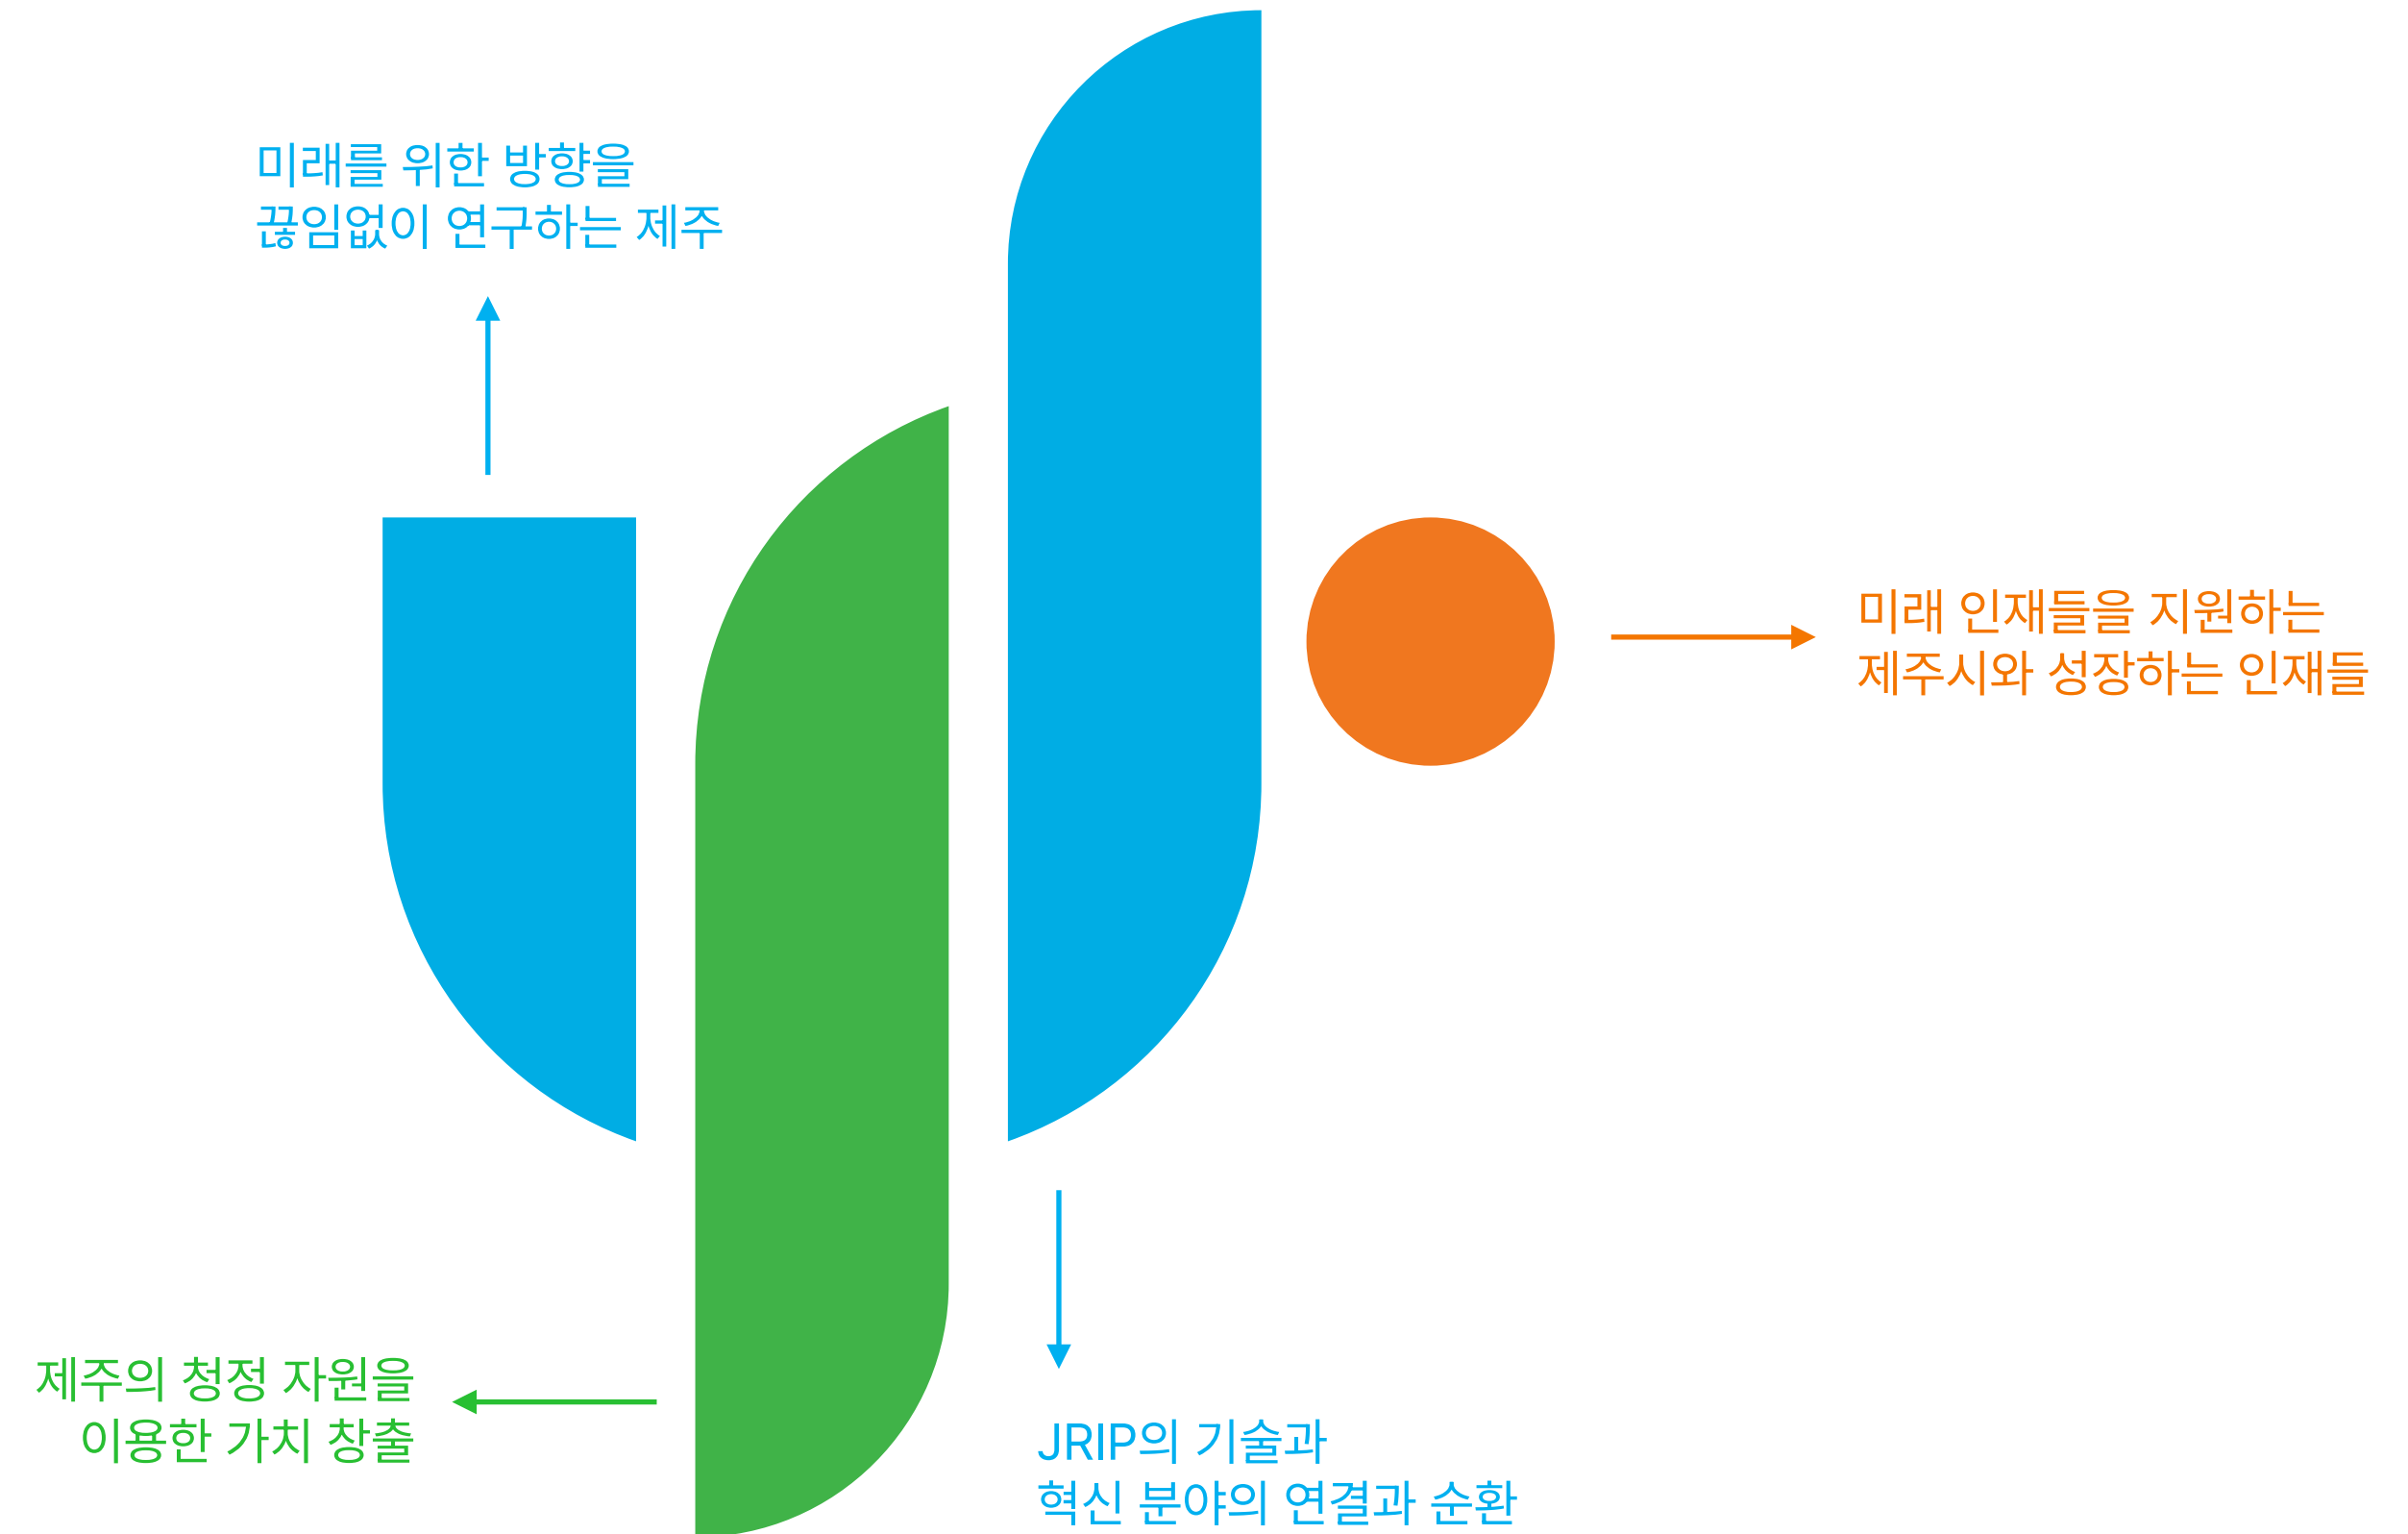 미래를 위한 방향을
끊임없이 연구하는 제주
미래 인재들을 지원하는
제주시와 성장하는 인재들
제주의 청정 자원을
이용한 가치 창출
JRIP의 기술과
혁신 분야의 연결과 순환